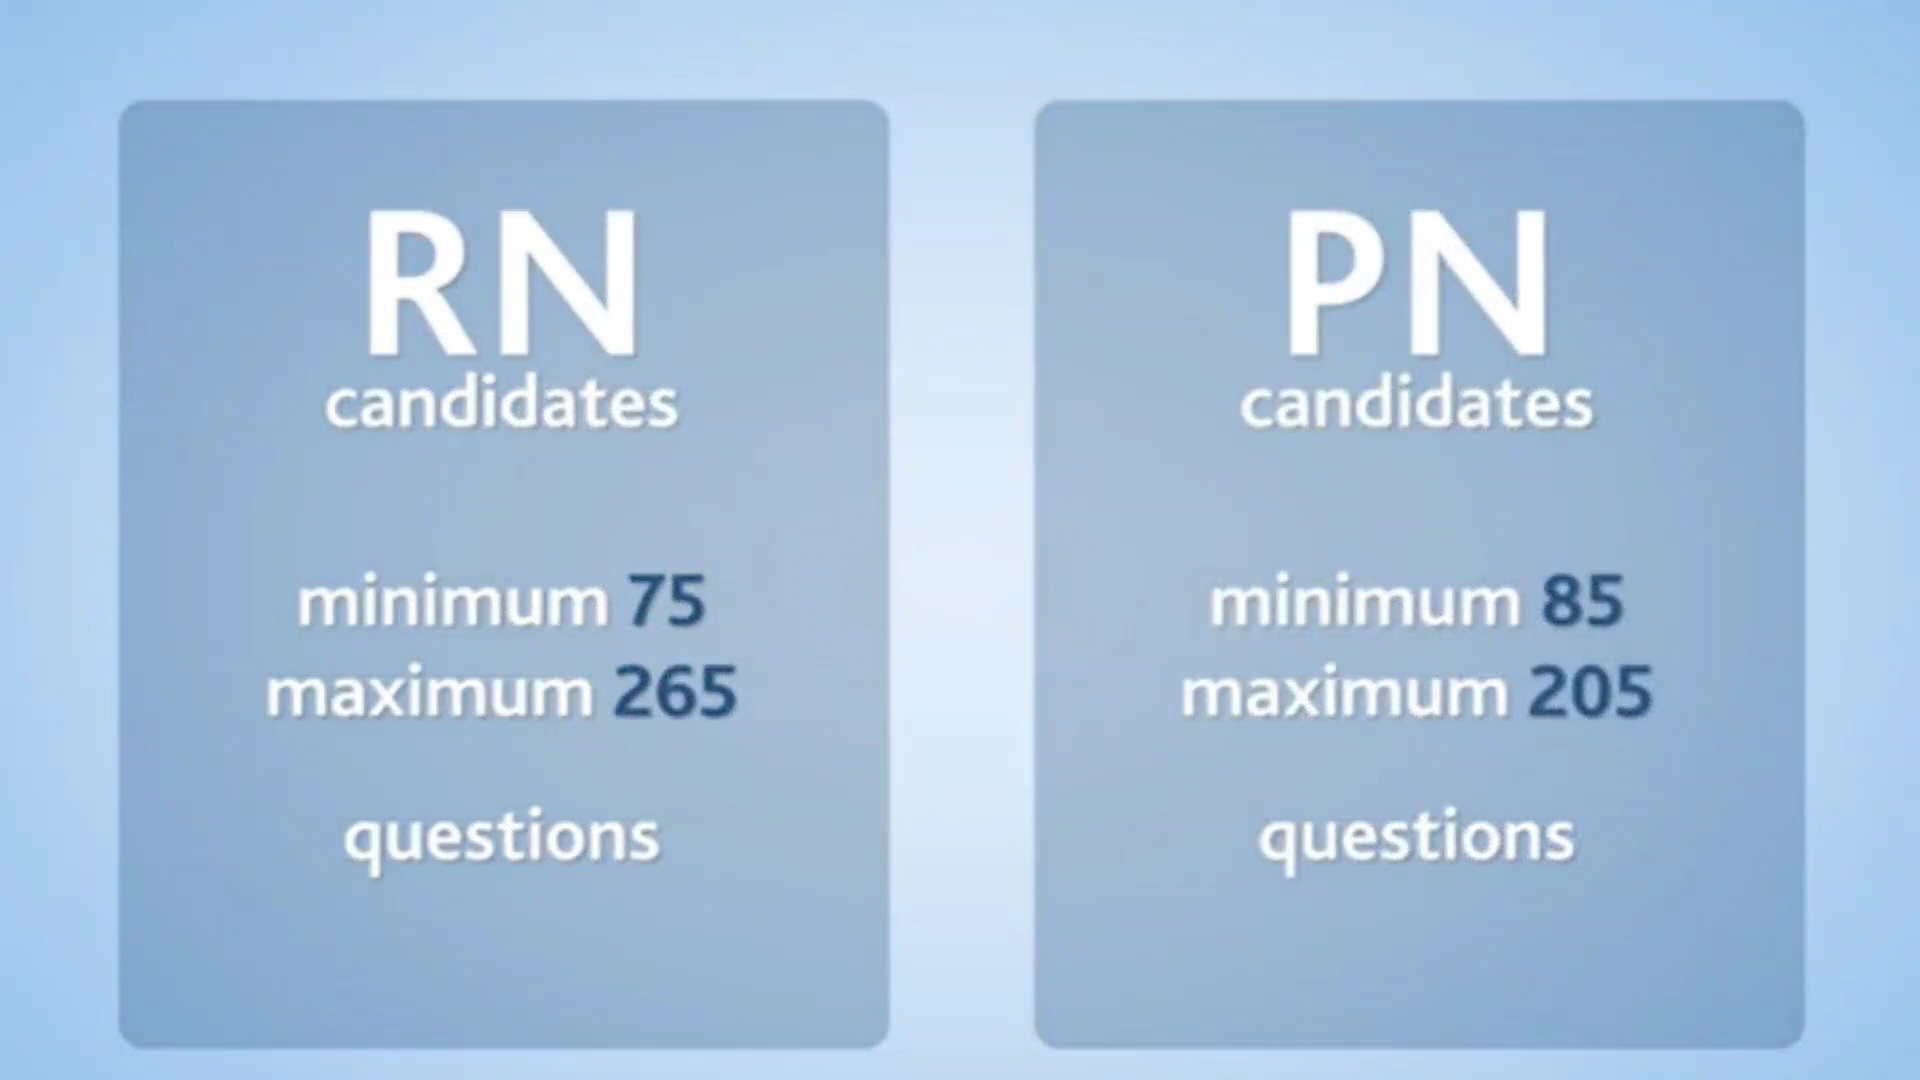 RN
candidates
minimum 75
maximum 265
questions
PN
candidates
minimum 85
maximum 205
questions